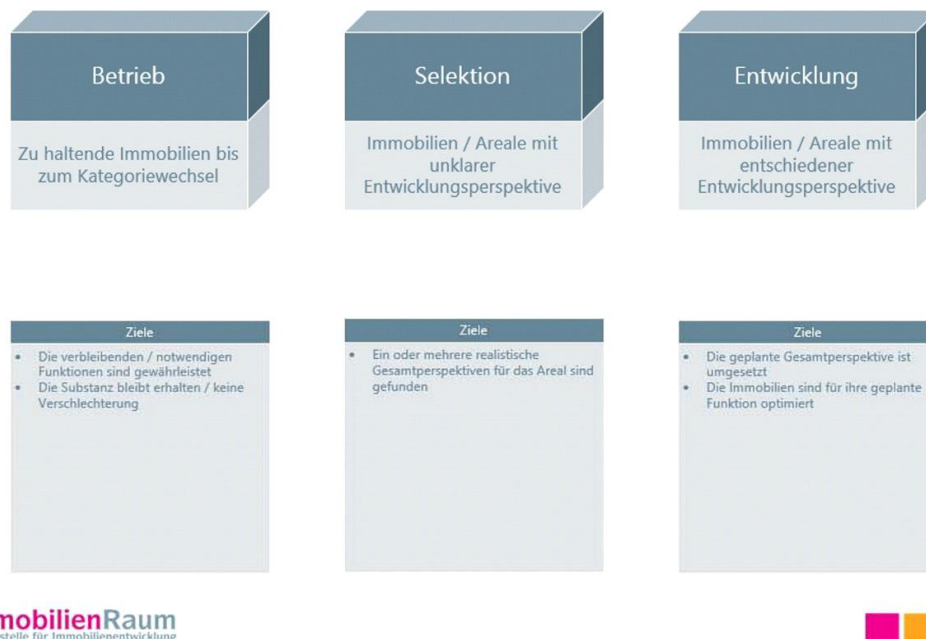 Betrieb
Zu haltende Immobilien bis
zum Kategoriewechsel
Selektion
Immobilien / Areale mit
unklarer
Entwicklungsperspektive
Entwicklung
Immobilien / Areale mit
entschiedener
Entwicklungsperspektive
Ziele
• Die verbleibenden / notwendigen
Funktionen sind gewährleistet
• Die Substanz bleibt erhalten / keine
Verschlechterung
Ziele
• Ein oder mehrere realistische
Gesamtperspektiven für das Areal sind
gefunden
Ziele
• Die geplante Gesamtperspektive ist
umgesetzt
• Die Immobilien sind für ihre geplante
Funktion optimiert
mobilienRaum
stelle für Immobilienentwicklung